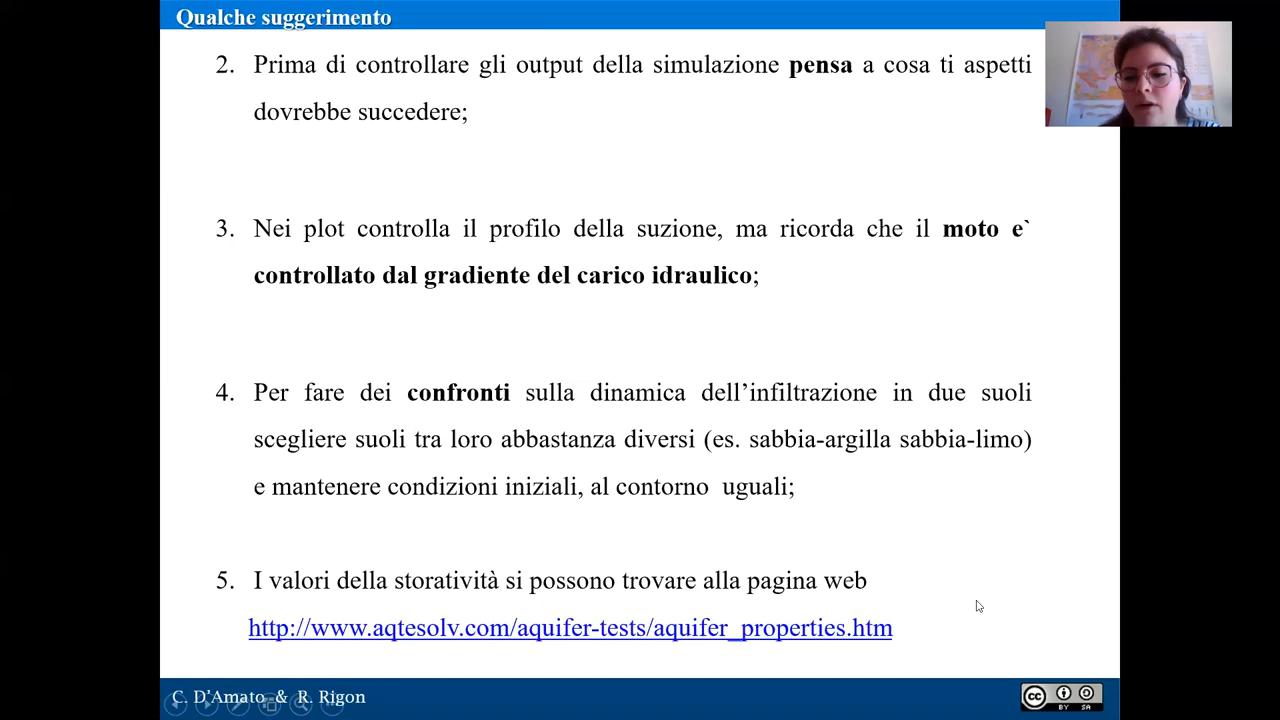 Qualche suggerimento
2. Prima di controllare gli output della simulazione pensa a cosa ti aspetti
dovrebbe succedere;
3. Nei plot controlla il profilo della suzione, ma ricorda che il moto e`
controllato dal gradiente del carico idraulico;
4. Per fare dei confronti sulla dinamica dell’infiltrazione in due suoli
scegliere suoli tra loro abbastanza diversi (es. sabbia-argilla sabbia-limo)
e mantenere condizioni iniziali, al contorno uguali;
5. I valori della storatività si possono trovare alla pagina web
http://www.aqtesolv.com/aquifer-tests/aquifer_properties.htm
C. D'Amato & R. Rigon
cc BY SA